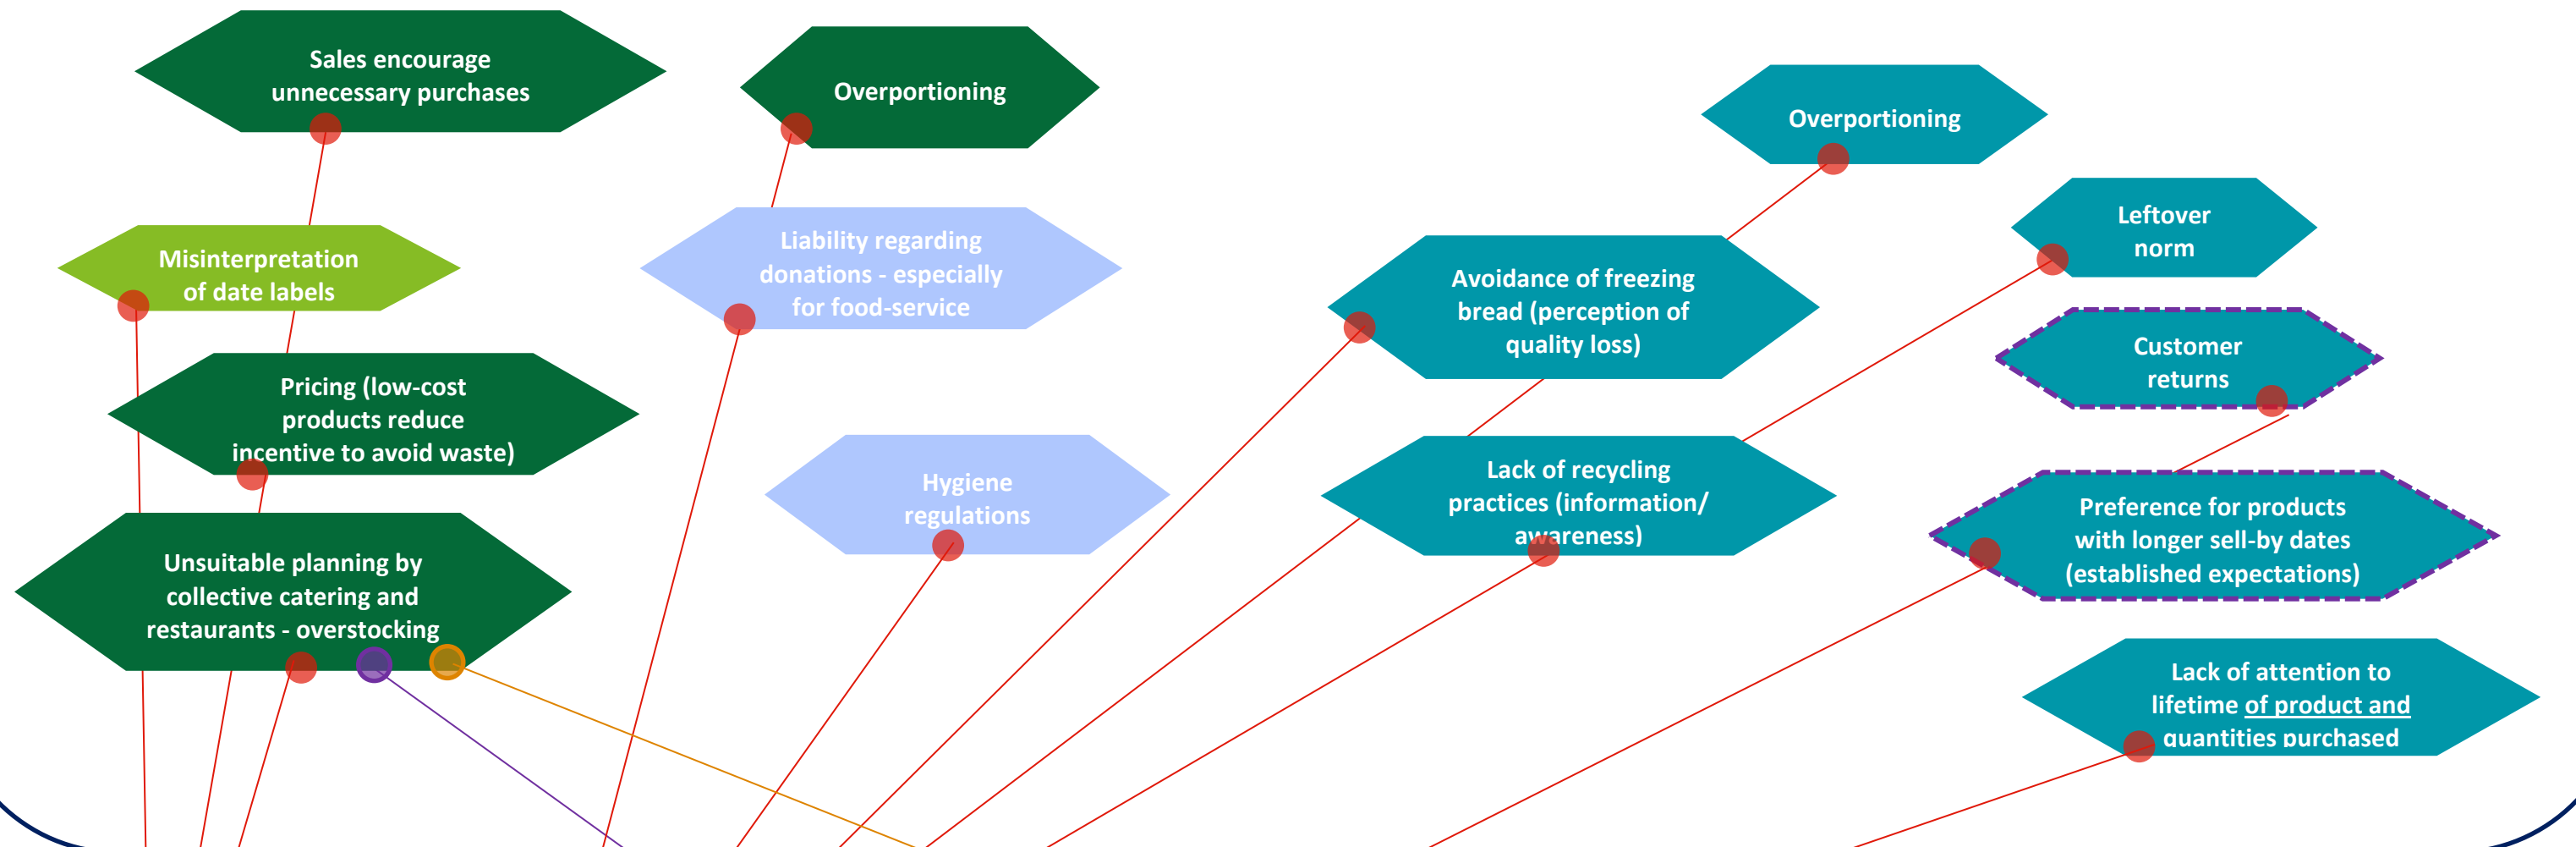 Sales encourage
unnecessary purchases
Overportioning
Overportioning
Leftover
norm
Misinterpretation
of date labels
Liability regarding
donations - especially
for food-service
Avoidance of freezing
bread (perception of
quality loss)
Customer
returns
Pricing (low-cost
products reduce
incentive to avoid waste)
Hygiene
regulations
Lack of recycling
practices (information/
awareness)
Preference for products
with longer sell-by dates
(established expectations)
Unsuitable planning by
collective catering and
restaurants - overstocking
Lack of attention to
lifetime of product and
quantities purchased